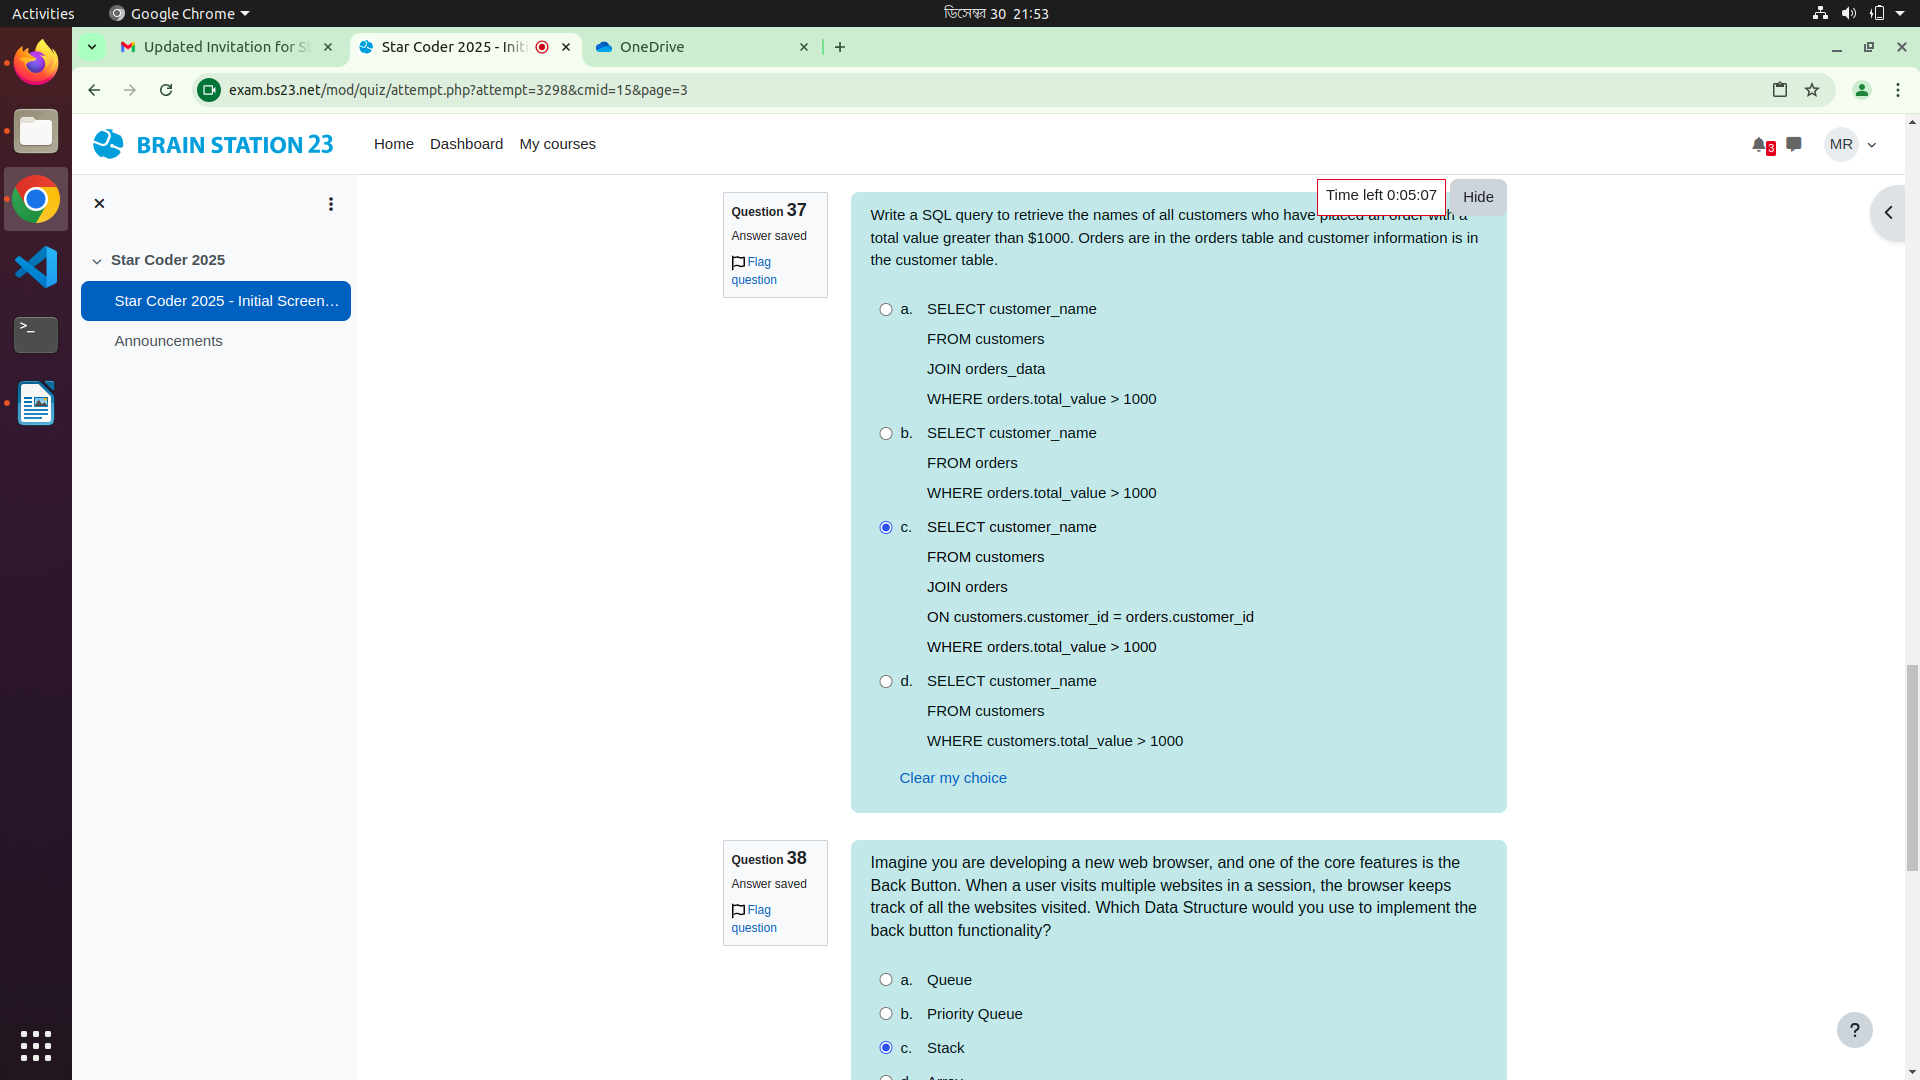 Activities
Google Chrome
ডিসেম্বর 30 21:53
Updated Invitation for St
Star Coder 2025 - Initi
OneDrive
exam.bs23.net/mod/quiz/attempt.php?attempt=3298&cmid=15&page=3
BRAIN STATION 23
Home
Dashboard
My courses
3
MR
Star Coder 2025
Star Coder 2025 - Initial Screen...
Announcements
Time left 0:05:07
Hide
Question 37
Answer saved
Flag
question
Write a SQL query to retrieve the names of all customers who have placed an order with a
total value greater than $1000. Orders are in the orders table and customer information is in
the customer table.
a. SELECT customer_name
FROM customers
JOIN orders_data
WHERE orders.total_value > 1000
b. SELECT customer_name
FROM orders
WHERE orders.total_value > 1000
c. SELECT customer_name
FROM customers
JOIN orders
ON customers.customer_id = orders.customer_id
WHERE orders.total_value > 1000
d. SELECT customer_name
FROM customers
WHERE customers.total_value > 1000
Clear my choice
Question 38
Answer saved
Flag
question
Imagine you are developing a new web browser, and one of the core features is the
Back Button. When a user visits multiple websites in a session, the browser keeps
track of all the websites visited. Which Data Structure would you use to implement the
back button functionality?
a. Queue
b. Priority Queue
c. Stack
d. Array
?